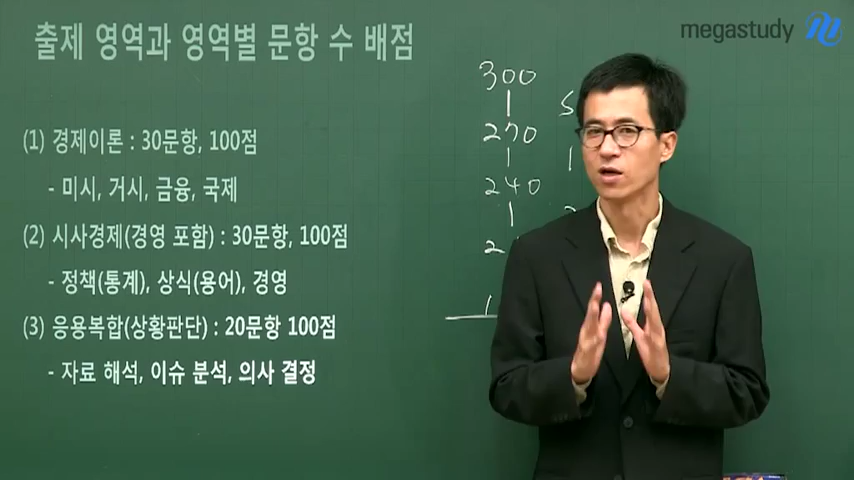 출제 영역과 영역별 문항 수 배점
megastudy
(1) 경제이론 : 30문항, 100점
- 미시, 거시, 금융, 국제
(2) 시사경제(경영 포함) : 30문항, 100점
- 정책(통계), 상식(용어), 경영
(3) 응용복합(상황판단) : 20문항 100점
- 자료 해석, 이슈 분석, 의사 결정
300
270
240